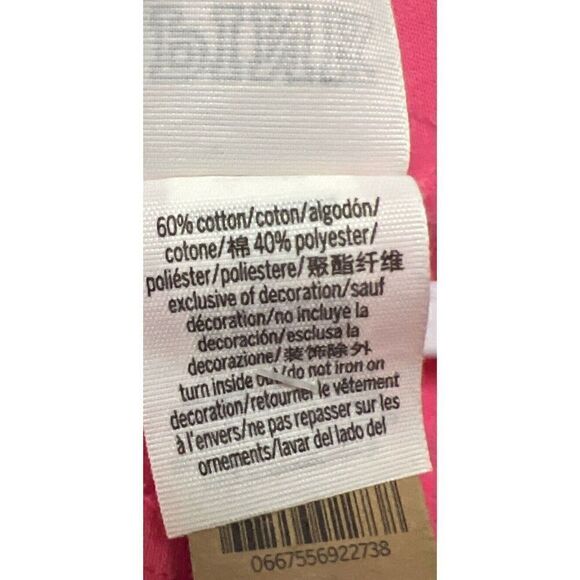 60% cotton/coton/algodón/
cotone/棉 40% polyester/
poliéster/poliestere/聚酯纤维
exclusive of decoration/sauf
décoration/no incluye la
decoración/esclusa la
decorazione/装饰除外
turn inside out/do not iron on
decoration/retourner le vêtement
à l'envers/ne pas repasser sur les
ornements/lavar del lado del
0667556922738